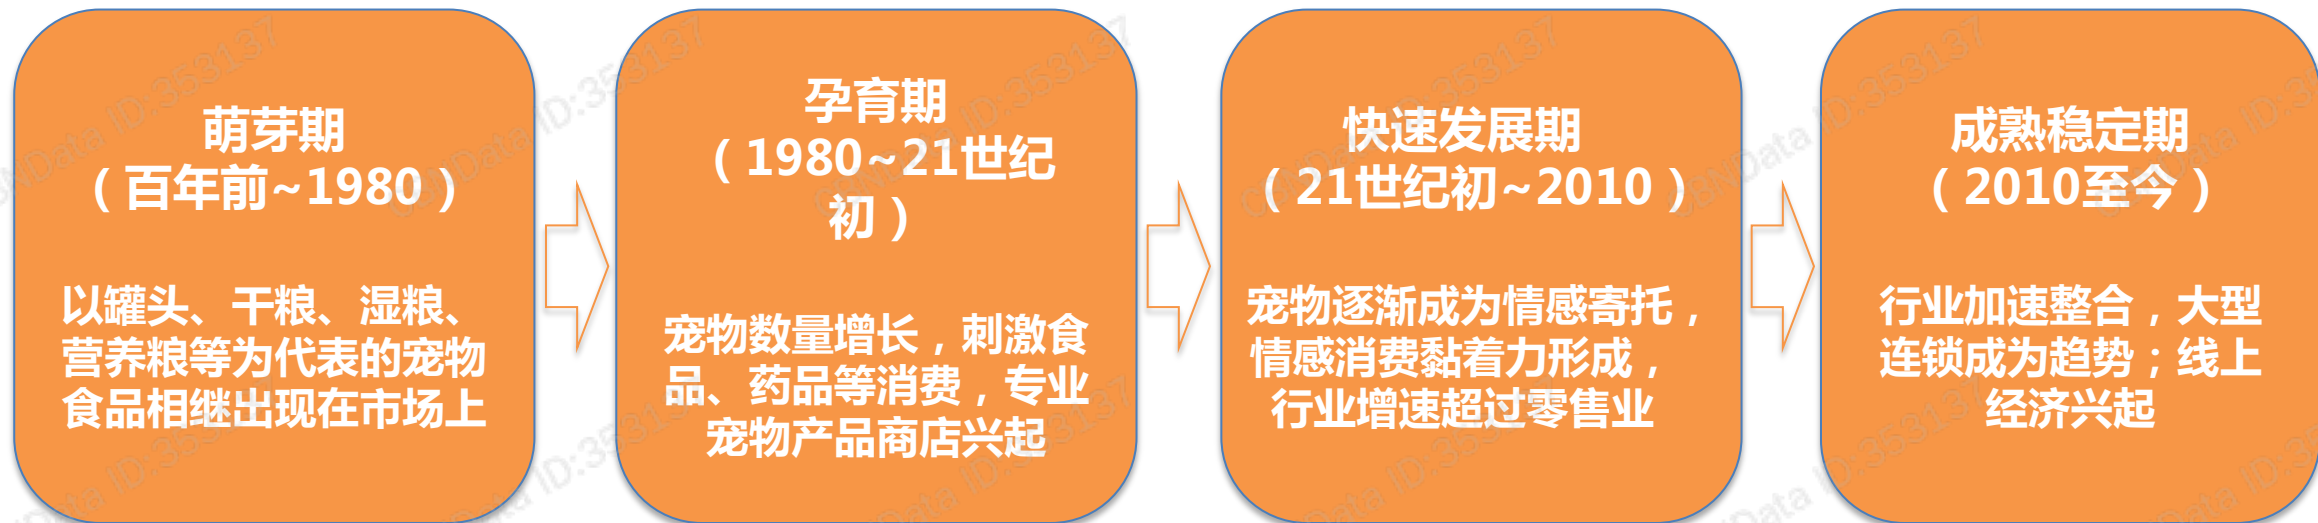 萌芽期
（百年前~1980）
以罐头、干粮、湿粮、
营养粮等为代表的宠物
食品相继出现在市场上
孕育期
（1980~21世纪
初）
宠物数量增长，刺激食
品、药品等消费，专业
宠物产品商店兴起
快速发展期
（21世纪初~2010）
宠物逐渐成为情感寄托，
情感消费黏着力形成，
行业增速超过零售业
成熟稳定期
（2010至今）
行业加速整合，大型
连锁成为趋势；线上
经济兴起